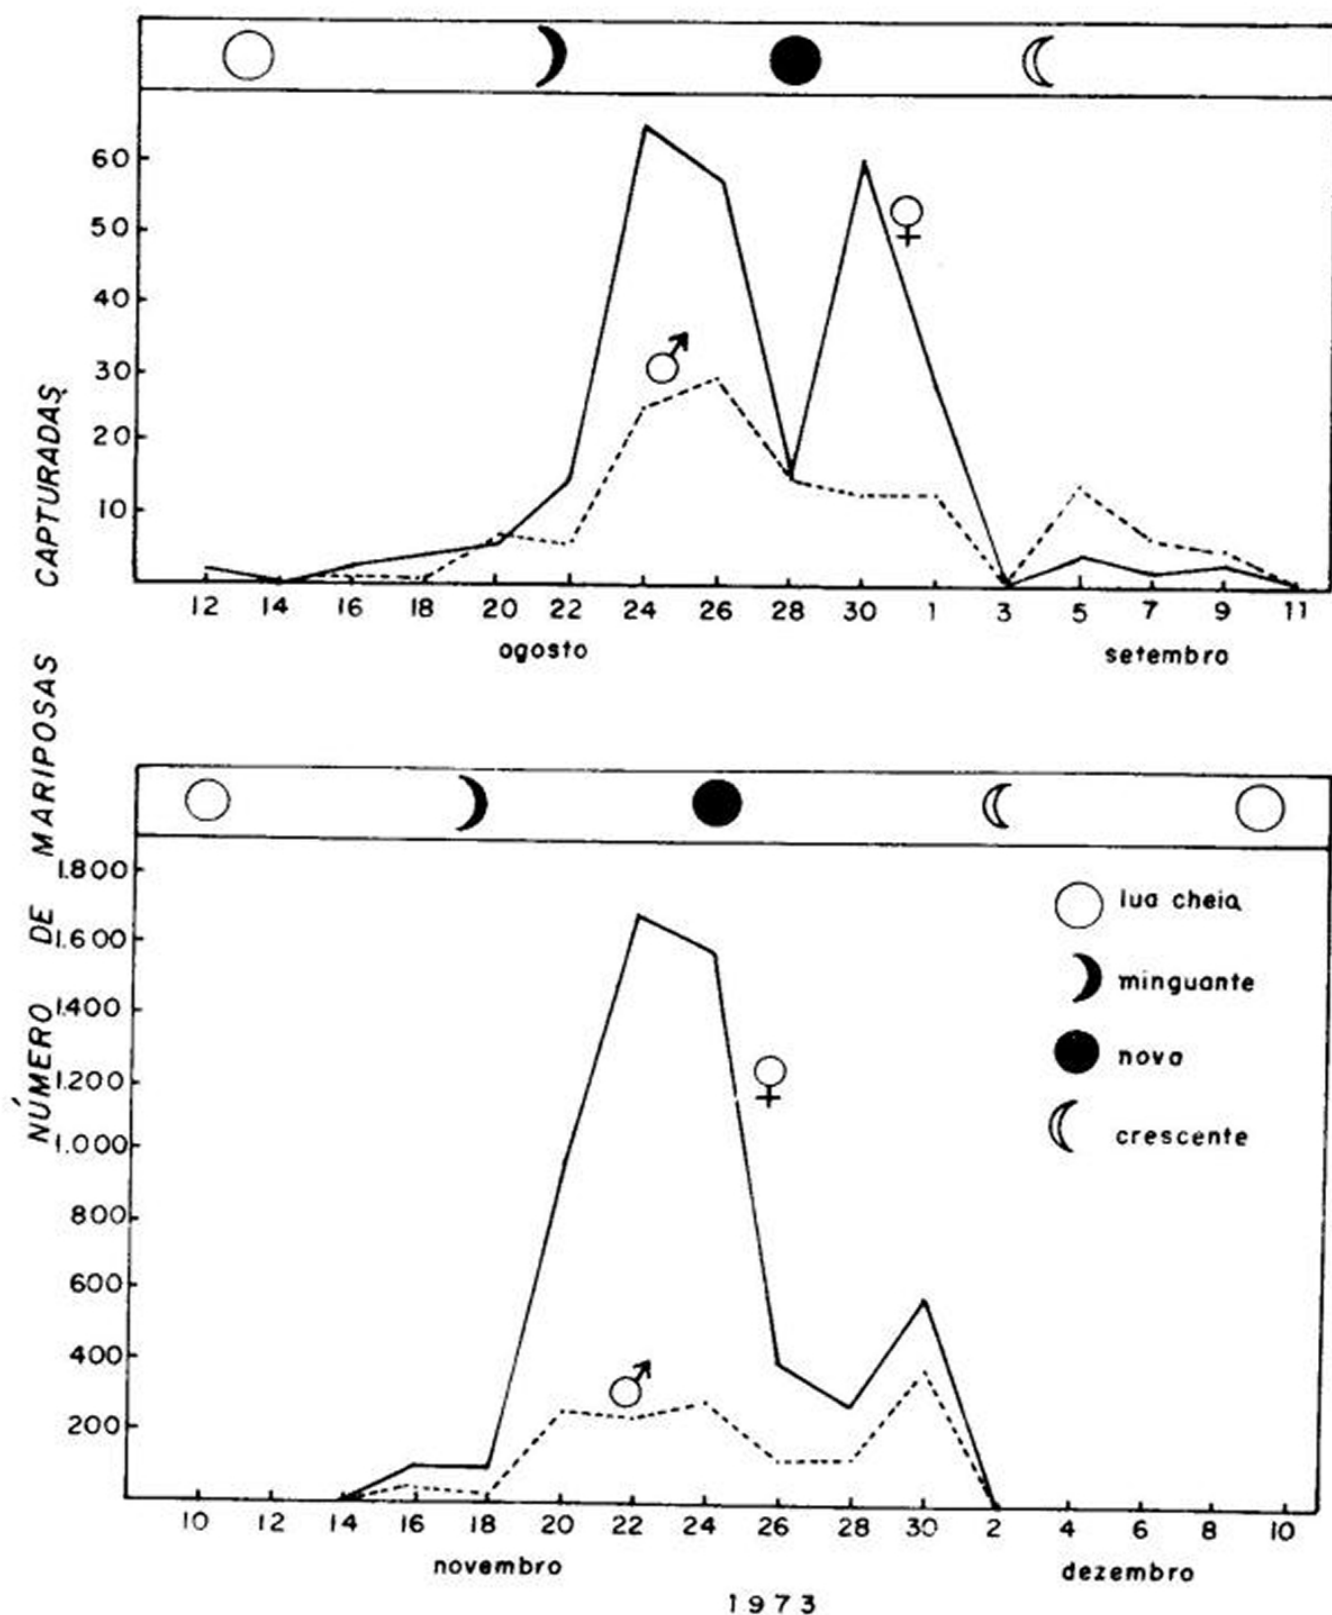 60
50
40
30
20
10
12 14 16 18 20 22 24 26 28 30 1 3 5 7 9 11
agosto setembro
NÚMERO DE MARIPOSAS CAPTURADAS
1.800
1.600
1.400
1.200
1.000
800
600
400
200
lua cheia
minguante
nova
crescente
10 12 14 16 18 20 22 24 26 28 30 2 4 6 8 10
novembro dezembro
1973